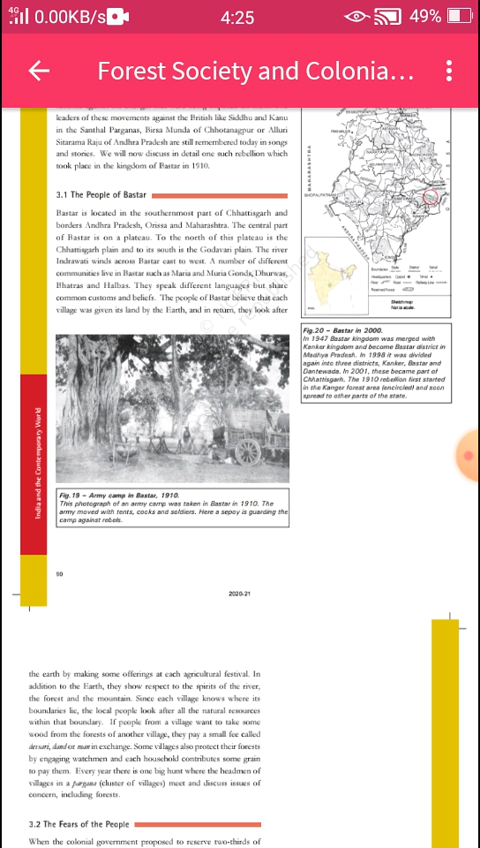 4G 0.00KB/s 4:25 49%
Forest Society and Colonia...
leaders of these movements against the British like Siddhu and Kanu
in the Santhal Parganas, Birsa Munda of Chhotanagpur or Alluri
Sitarama Raju of Andhra Pradesh are still remembered today in songs
and stories. We will now discuss in detail one such rebellion which
took place in the kingdom of Bastar in 1910.
3.1 The People of Bastar
Bastar is located in the southernmost part of Chhattisgarh and
borders Andhra Pradesh, Orissa and Maharashtra. The central part
of Bastar is on a plateau. To the north of this plateau is the
Chhattisgarh plain and to its south is the Godavari plain. The river
Indrawati winds across Bastar east to west. A number of different
communities live in Bastar such as Maria and Muria Gonds, Dhurwas,
Bhatras and Halbas. They speak different languages but share
common customs and beliefs. The people of Bastar believe that each
village was given its land by the Earth, and in return, they look after
MAHARASHTRA
Sketch map
Not to scale.
Fig.20 – Bastar in 2000.
In 1947 Bastar kingdom was merged with
Kanker kingdom and become Bastar district in
Madhya Pradesh. In 1998 it was divided
again into three districts, Kanker, Bastar and
Dantewada. In 2001, these became part of
Chhattisgarh. The 1910 rebellion first started
in the Kanger forest area (encircled) and soon
spread to other parts of the state.
India and the Contemporary World
Fig.19 – Army camp in Bastar, 1910.
This photograph of an army camp was taken in Bastar in 1910. The
army moved with tents, cooks and soldiers. Here a sepoy is guarding the
camp against rebels.
90
2020-21
the earth by making some offerings at each agricultural festival. In
addition to the Earth, they show respect to the spirits of the river,
the forest and the mountain. Since each village knows where its
boundaries lie, the local people look after all the natural resources
within that boundary. If people from a village want to take some
wood from the forests of another village, they pay a small fee called
devsari, dand or man in exchange. Some villages also protect their forests
by engaging watchmen and each household contributes some grain
to pay them. Every year there is one big hunt where the headmen of
villages in a pargana (cluster of villages) meet and discuss issues of
concern, including forests.
3.2 The Fears of the People
When the colonial government proposed to reserve two-thirds of